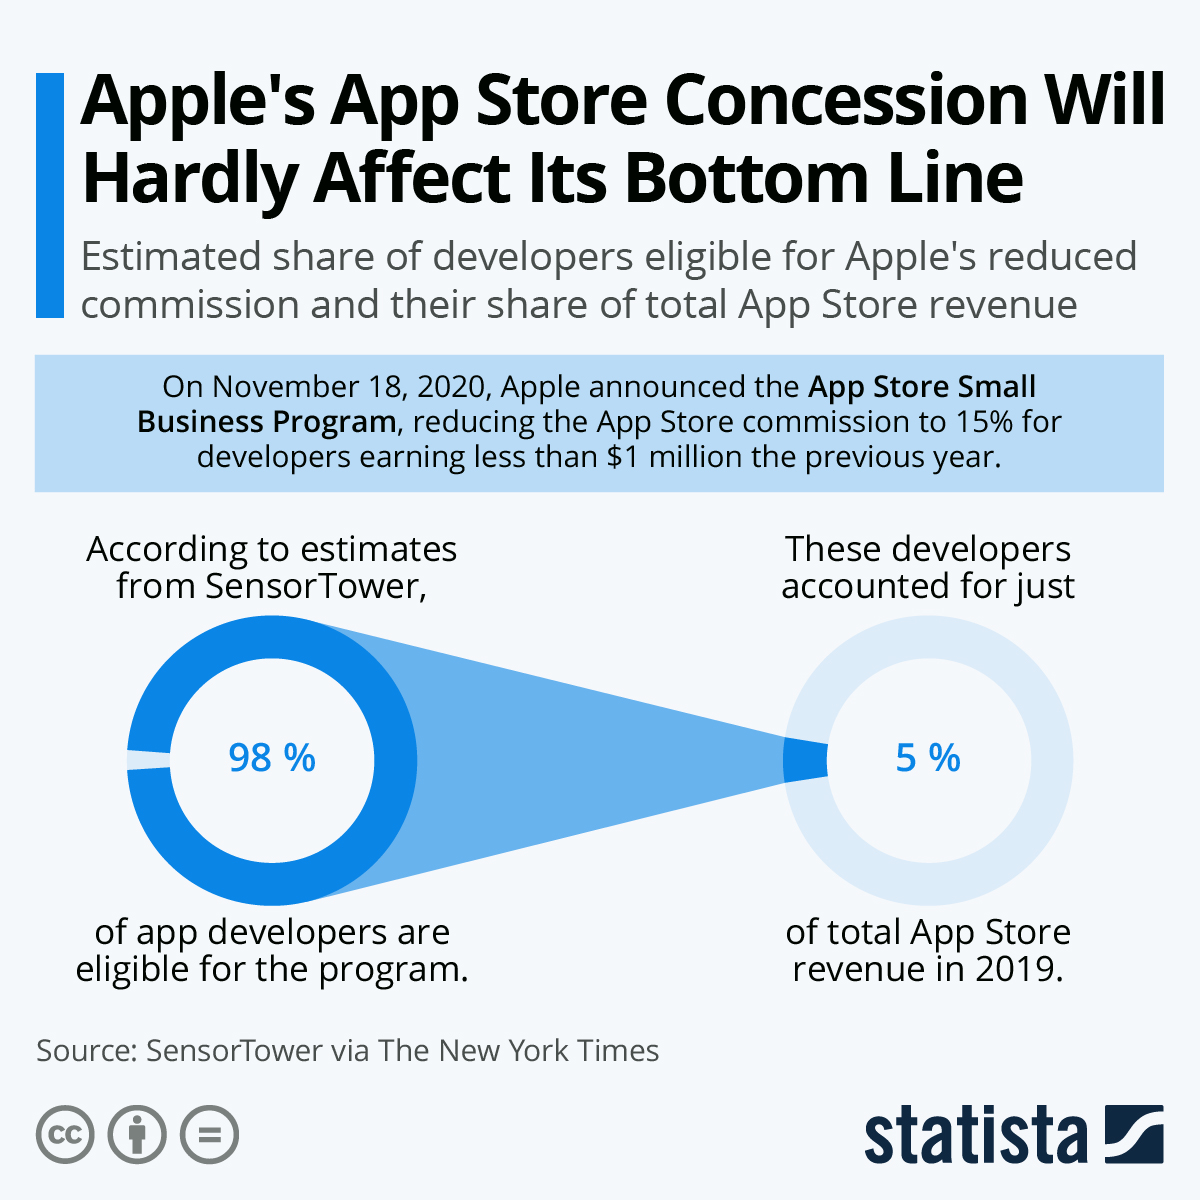 Apple's App Store Concession Will
Hardly Affect Its Bottom Line
Estimated share of developers eligible for Apple's reduced
commission and their share of total App Store revenue
On November 18, 2020, Apple announced the App Store Small
Business Program, reducing the App Store commission to 15% for
developers earning less than $1 million the previous year.
According to estimates
from SensorTower,
98 %
of app developers are
eligible for the program.
These developers
accounted for just
5 %
of total App Store
revenue in 2019.
Source: SensorTower via The New York Times
cc
statista